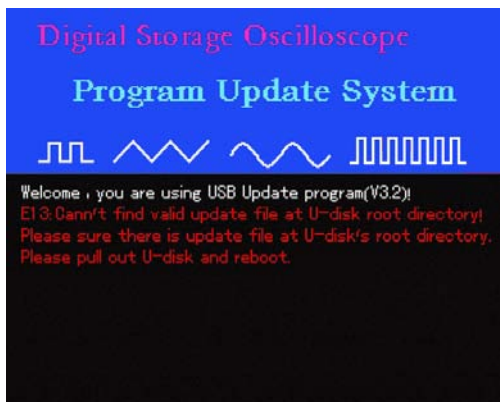 Digital Storage Oscilloscope
Program Update System
Welcome , you are using USB Update program(V3.2)!
E13:Cann't find valid update file at U-disk root directory!
Please sure there is update file at U-disk's root directory.
Please pull out U-disk and reboot.